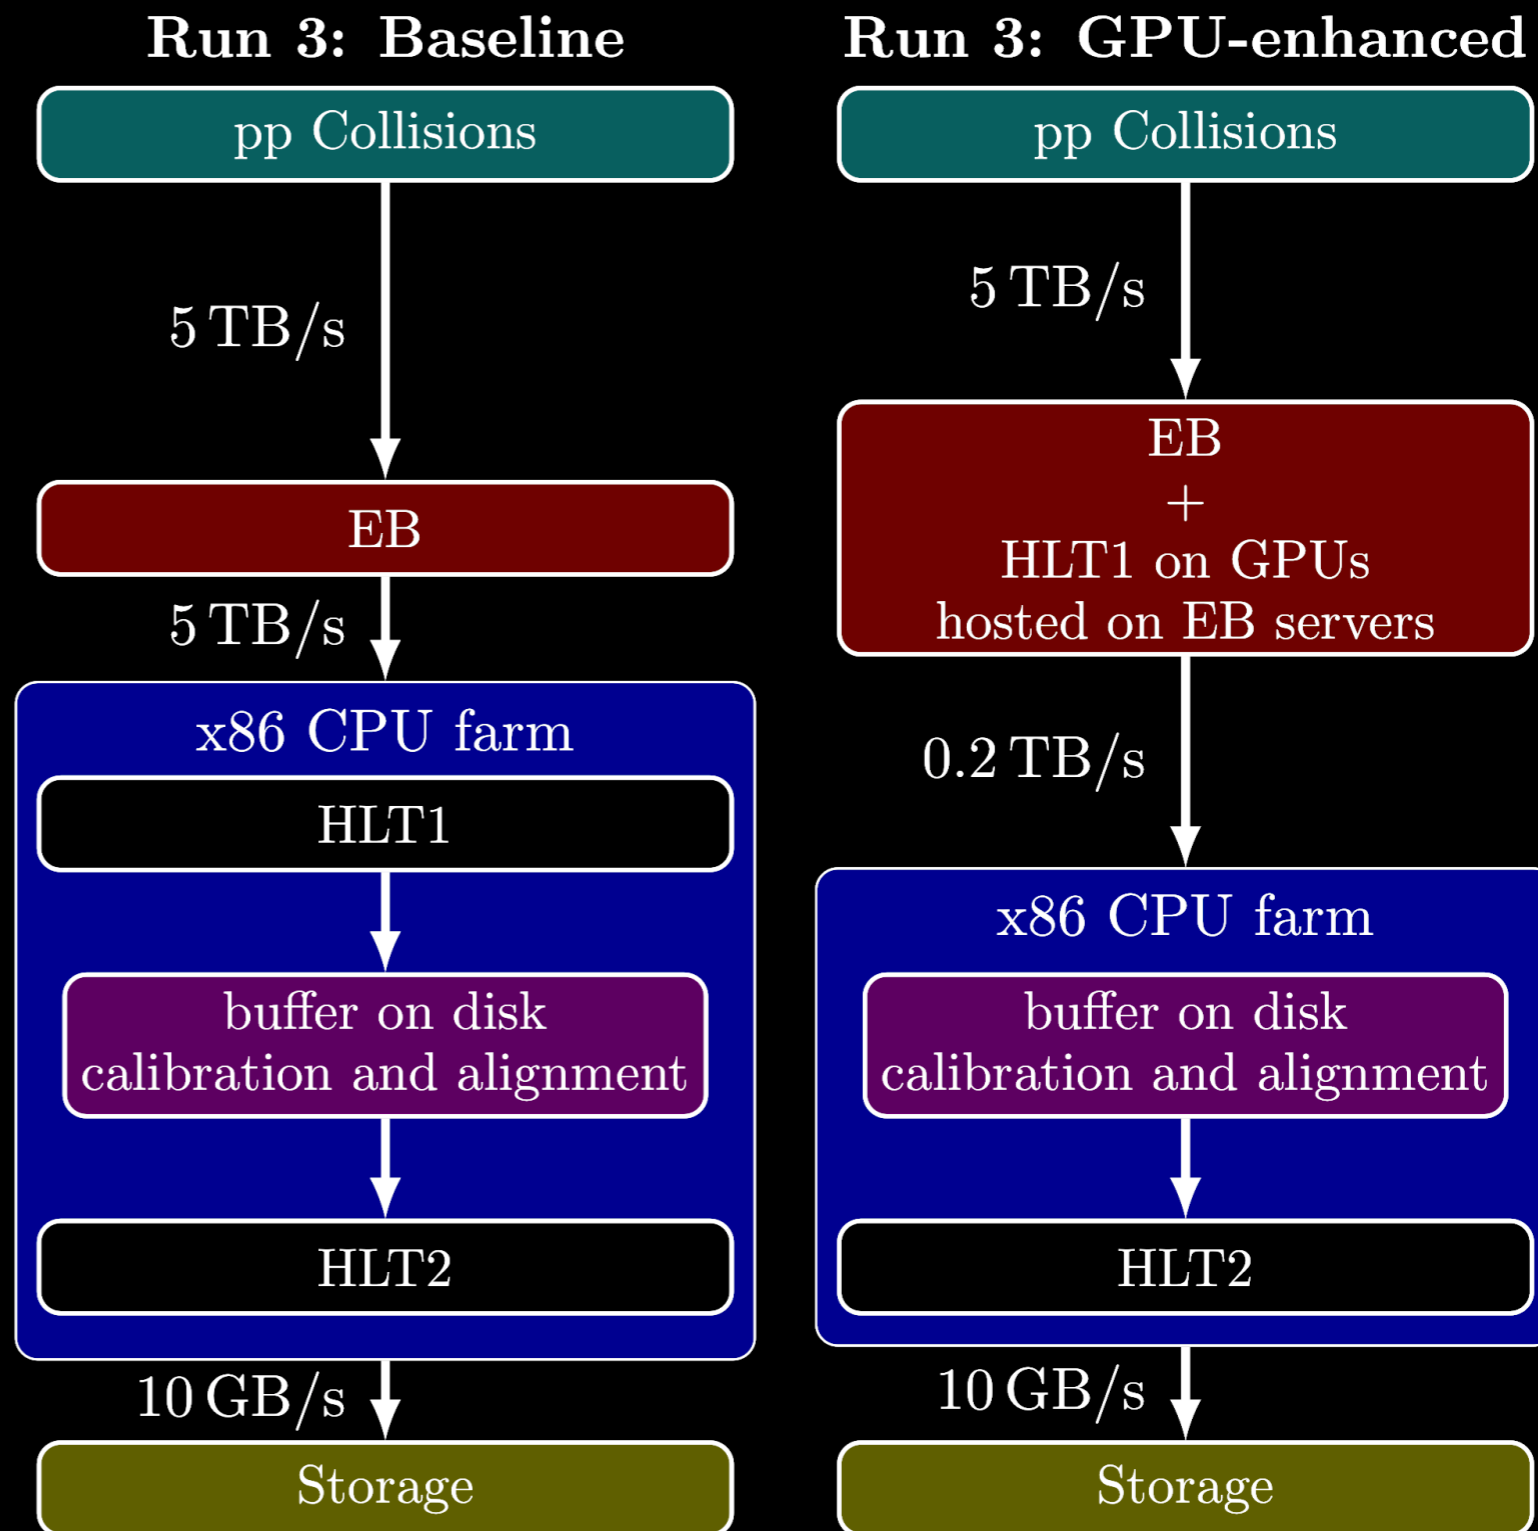 Run 3: Baseline
pp Collisions
5 TB/s
EB
5 TB/s
x86 CPU farm
HLT1
buffer on disk
calibration and alignment
HLT2
10 GB/s
Storage
Run 3: GPU-enhanced
pp Collisions
5 TB/s
EB
+
HLT1 on GPUs
hosted on EB servers
0.2 TB/s
x86 CPU farm
buffer on disk
calibration and alignment
HLT2
10 GB/s
Storage